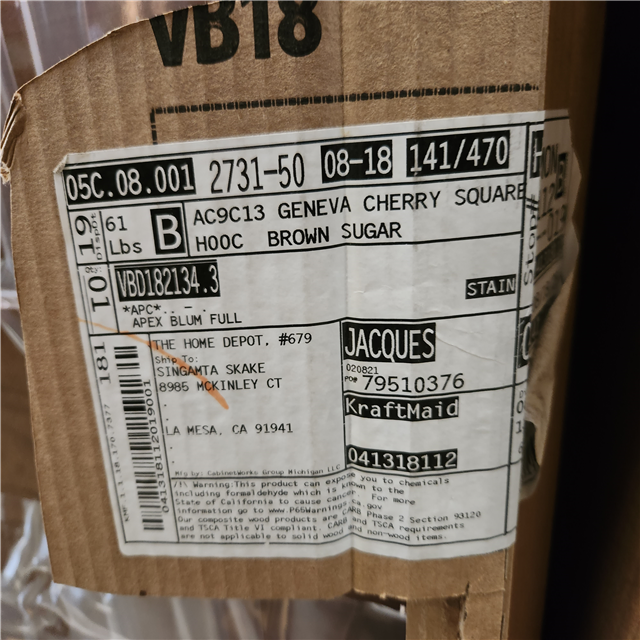 VB18
05C.08.001 2731-50 08-18 141/470
61 Lbs B AC9C13 GENEVA CHERRY SQUARE
H00C BROWN SUGAR
VBD182134.3
STAIN
*APC*.. - .
APEX BLUM FULL
THE HOME DEPOT, #679
Ship To:
SINGAMTA SKAKE
8985 MCKINLEY CT
.
LA MESA, CA 91941
JACQUES
020821
PO# 79510376
KraftMaid
041318112
Mfg by: CabinetWorks Group Michigan LLC
Warning:This product can expose you to chemicals
including formaldehyde which is known to the
State of California to cause cancer. For more
information go to www.P65Warnings.ca.gov
Our composite wood products are CARB Phase 2 Section 93120
and TSCA Title VI compliant. CARB and TSCA requirements
are not applicable to solid wood and non-wood items.
19
10
181
04131811201900​1
Stop#